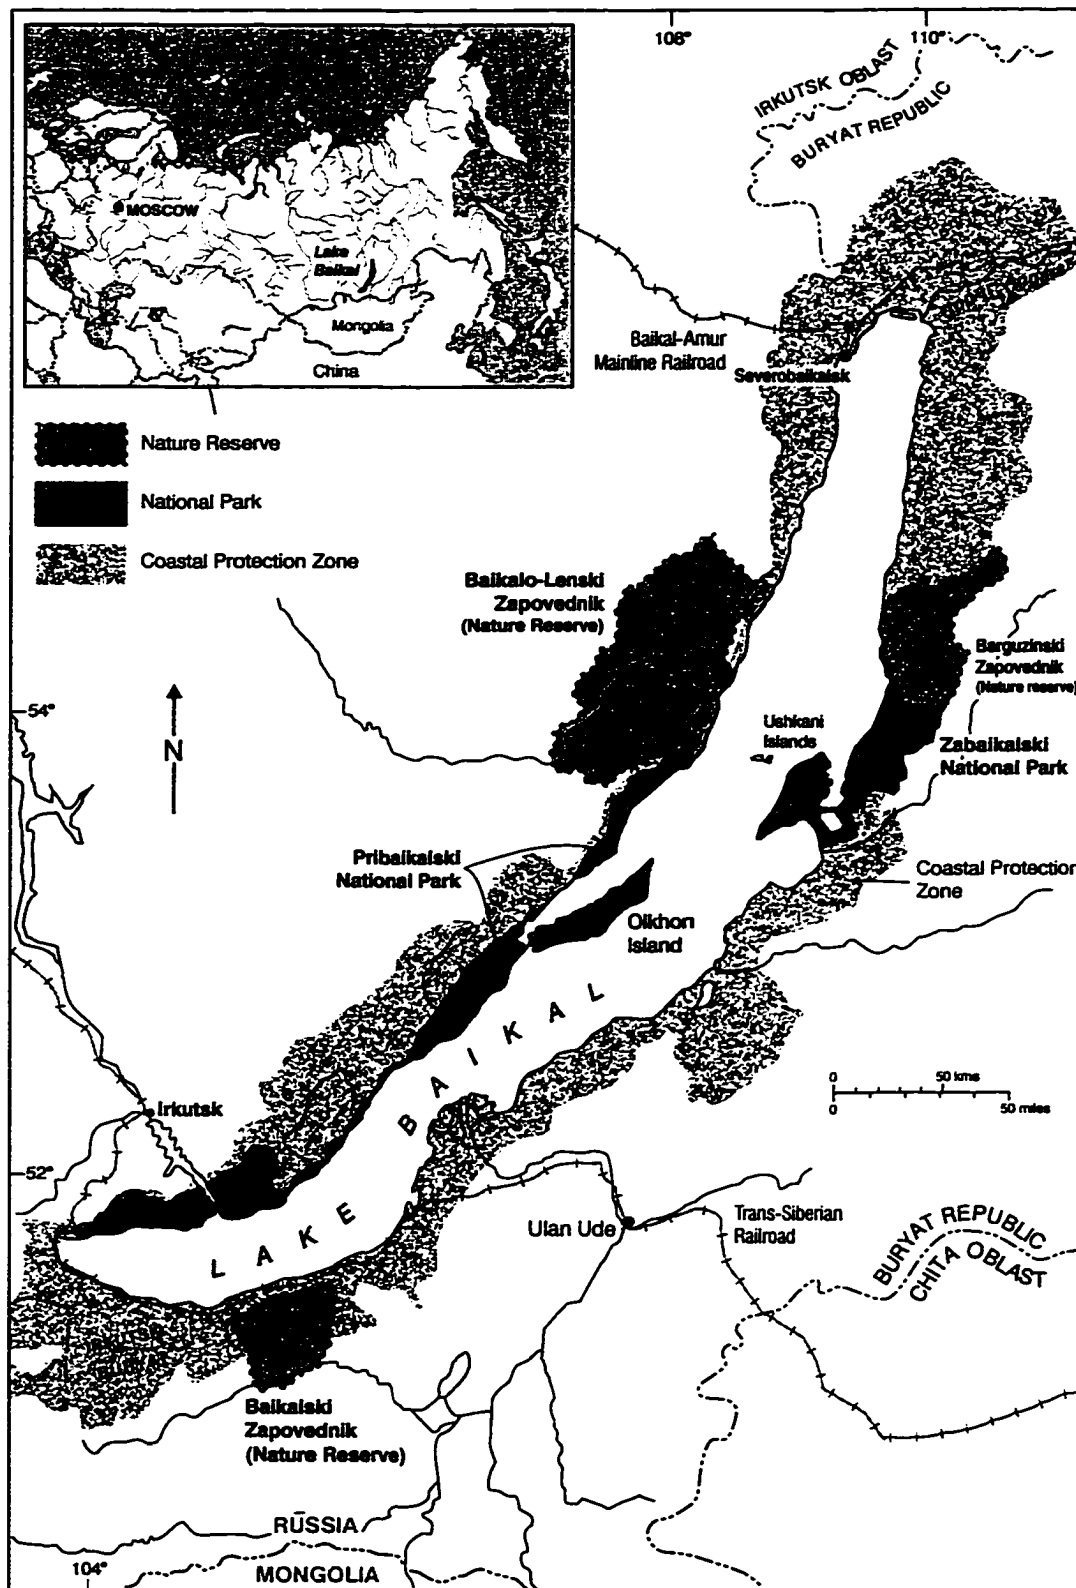 108°
110°
IRKUTSK OBLAST
BURYAT REPUBLIC
MOSCOW
Lake
Baikal
Mongolia
China
Baikal-Amur
Mainline Railroad
Severobaikalsk
Nature Reserve
National Park
Coastal Protection Zone
Baikalo-Lenski
Zapovednik
(Nature Reserve)
Barguzinski
Zapovednik
(Nature reserve)
54°
N
Ushkani
Islands
Zabaikalski
National Park
Pribaikalski
National Park
Coastal Protection
Zone
Olkhon
Island
LAKE BAIKAL
0 50 kms
0 50 miles
Irkutsk
52°
Ulan Ude
Trans-Siberian
Railroad
BURYAT REPUBLIC
CHITA OBLAST
Baikalski
Zapovednik
(Nature Reserve)
RUSSIA
MONGOLIA
104°